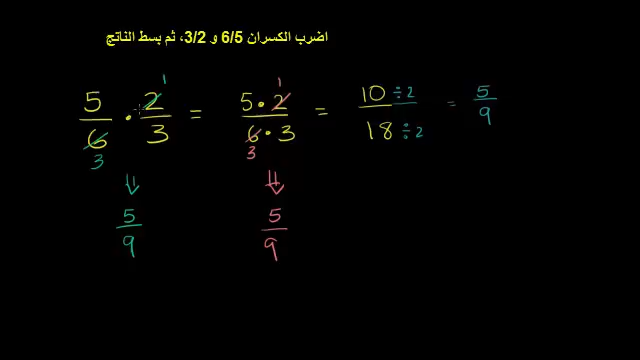 اضرب الكسران 6/5 و 3/2، ثم بسط الناتج
5/6 · 2/3 = 5 · 2 / 6 · 3 = 10 ÷2 / 18 ÷2 = 5/9
1 1
3 3
5/9 5/9